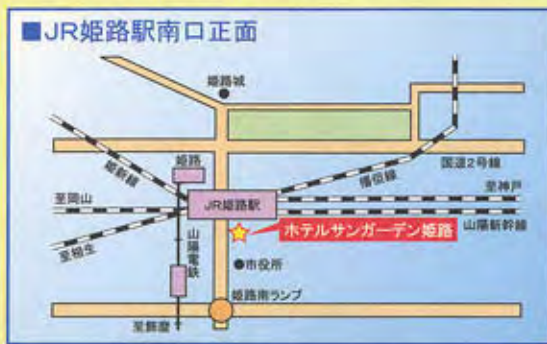 ■JR姫路駅南口正面
姫路城
姫新線
姫路
国道2号線
播但線
至岡山
JR姫路駅
至神戸
山陽新幹線
至相生
山陽電鉄
ホテルサンガーデン姫路
市役所
姫路南ランプ
至飾磨